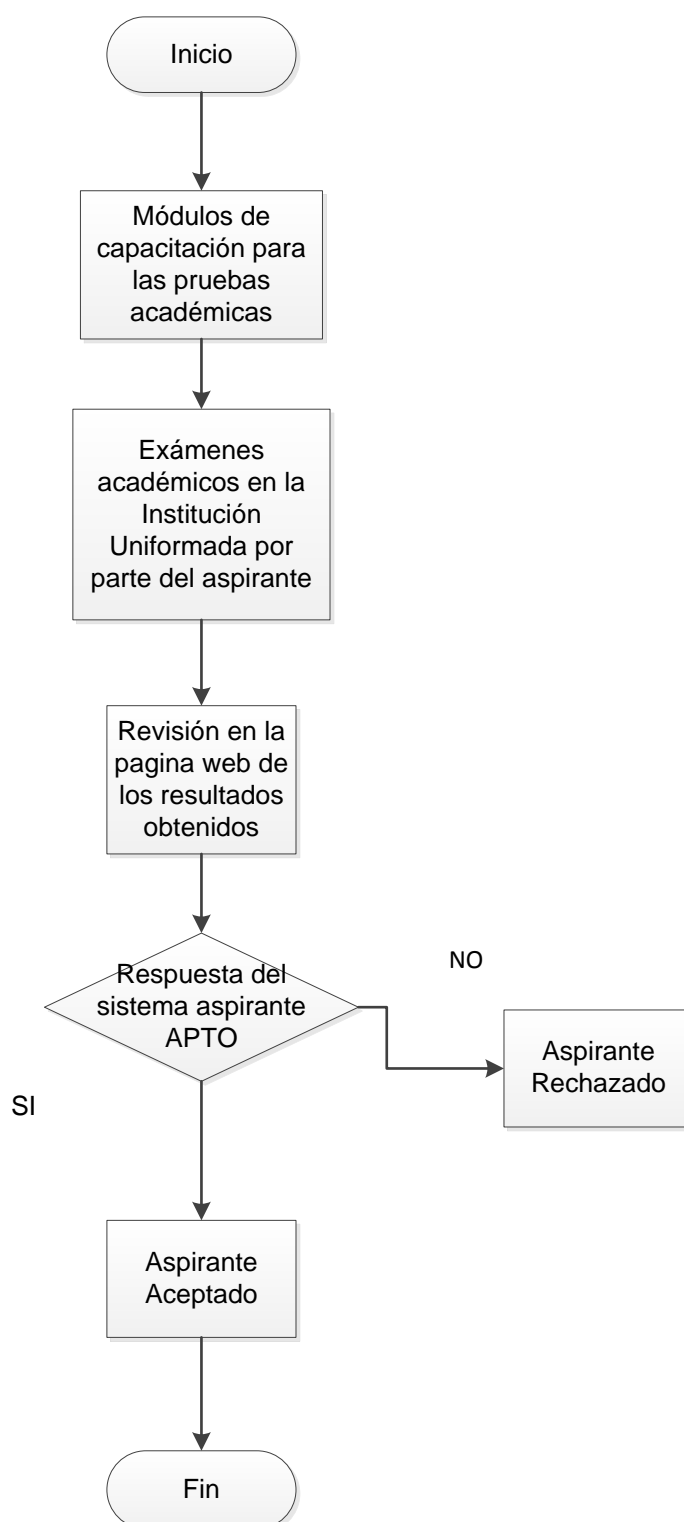 Inicio
Módulos de
capacitación para
las pruebas
académicas
Exámenes
académicos en la
Institución
Uniformada por
parte del aspirante
Revisión en la
pagina web de
los resultados
obtenidos
Respuesta del
sistema aspirante
APTO
NO
Aspirante
Rechazado
SI
Aspirante
Aceptado
Fin